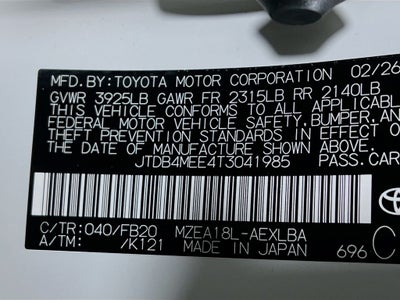 MFD.BY:TOYOTA MOTOR CORPORATION 02/26
GVWR 3925LB GAWR FR 2315LB RR 2140LB
THIS VEHICLE CONFORMS TO ALL APPLICABL
FEDERAL MOTOR VEHICLE SAFETY,BUMPER,AN
THEFT PREVENTION STANDARDS IN EFFECT O
THE DATE OF MANUFACTURE SHOWN ABOVE.
JTDB4MEE4T3041985 PASS.CAR
C/TR:040/FB20 MZEA18L-AEXLBA C
A/TM: /K121 MADE IN JAPAN 696